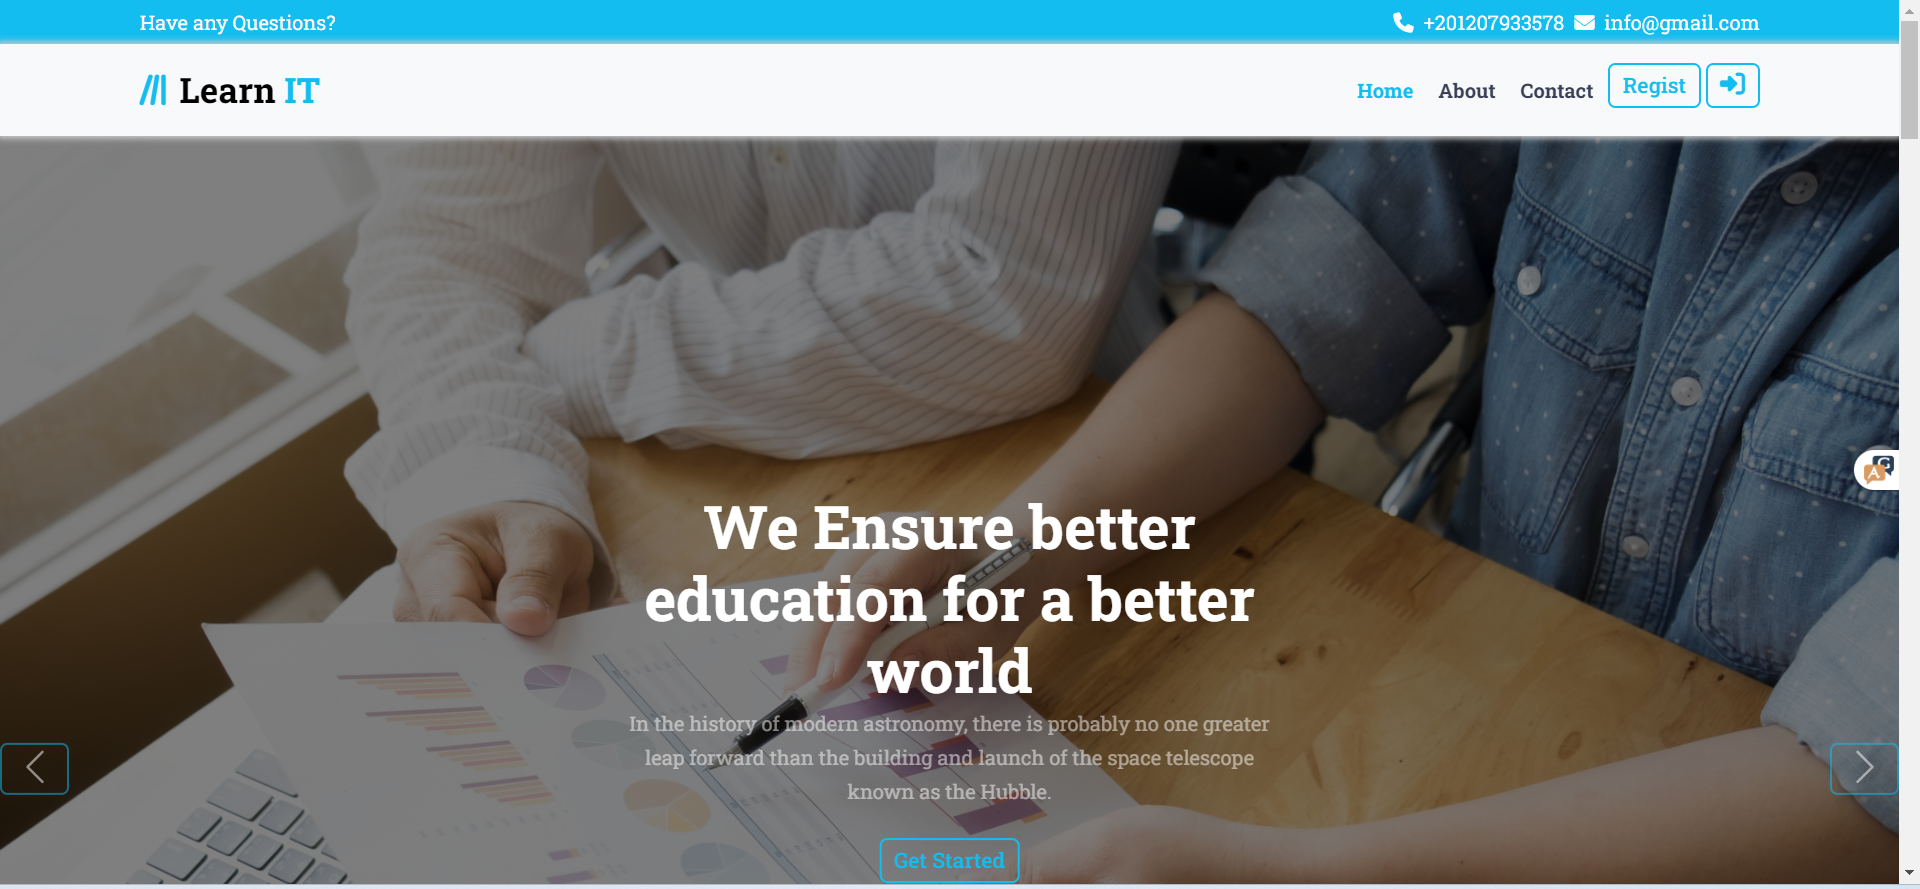 Have any Questions?
+201207933578 info@gmail.com
Learn IT
Home About Contact Regist
We Ensure better
education for a better
world
In the history of modern astronomy, there is probably no one greater
leap forward than the building and launch of the space telescope
known as the Hubble.
Get Started